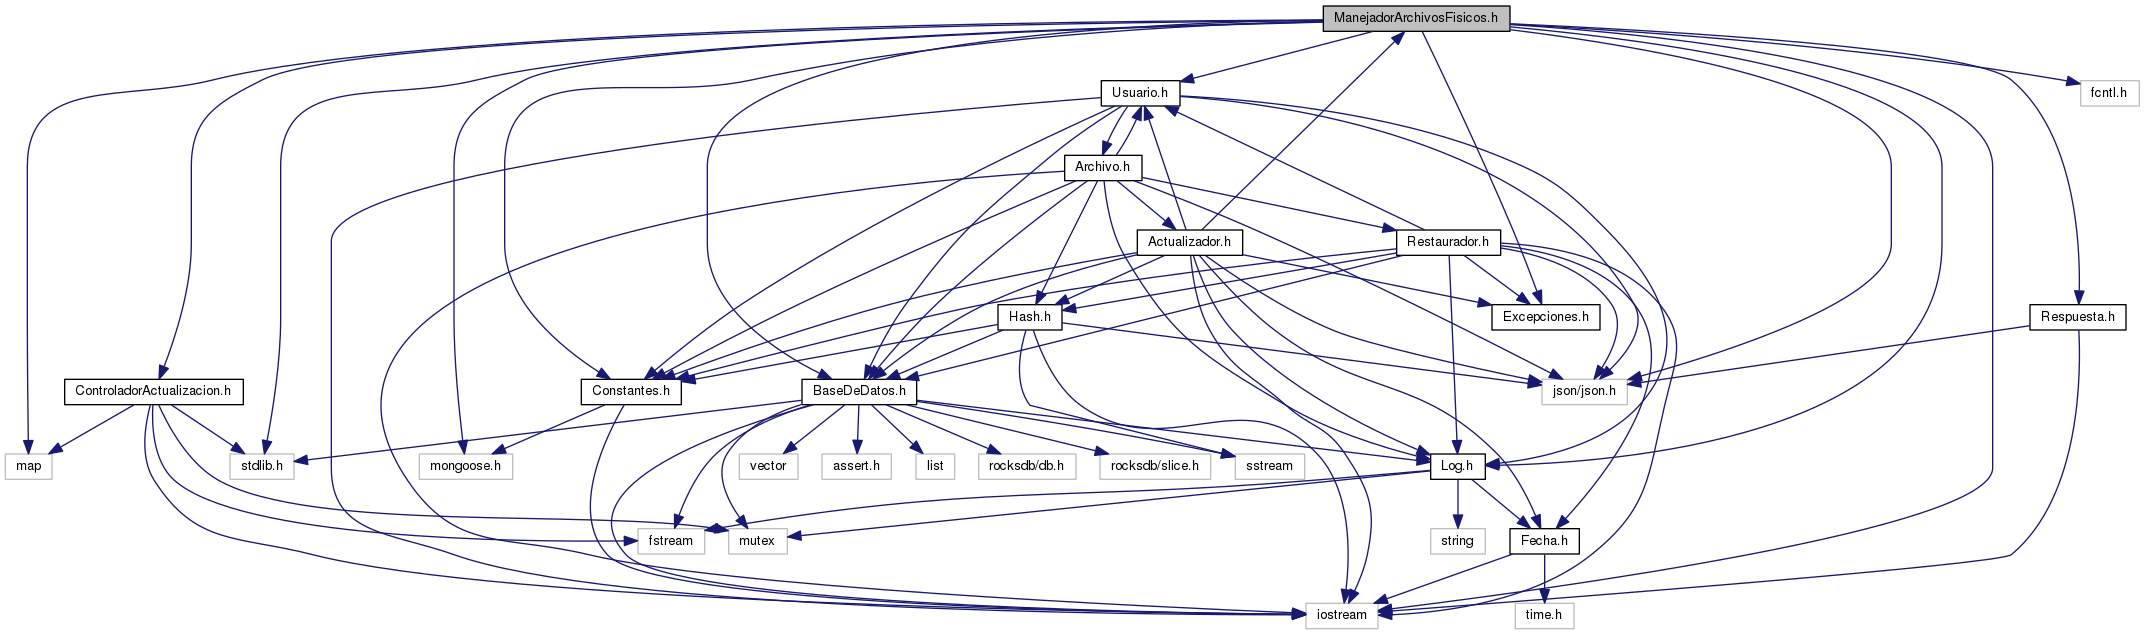 ManejadorArchivosFisicos.h
Usuario.h
fcntl.h
Archivo.h
Actualizador.h
Restaurador.h
Hash.h
Excepciones.h
Respuesta.h
ControladorActualizacion.h
Constantes.h
BaseDeDatos.h
json/json.h
map
stdlib.h
mongoose.h
vector
assert.h
list
rocksdb/db.h
rocksdb/slice.h
sstream
Log.h
fstream
mutex
string
Fecha.h
iostream
time.h